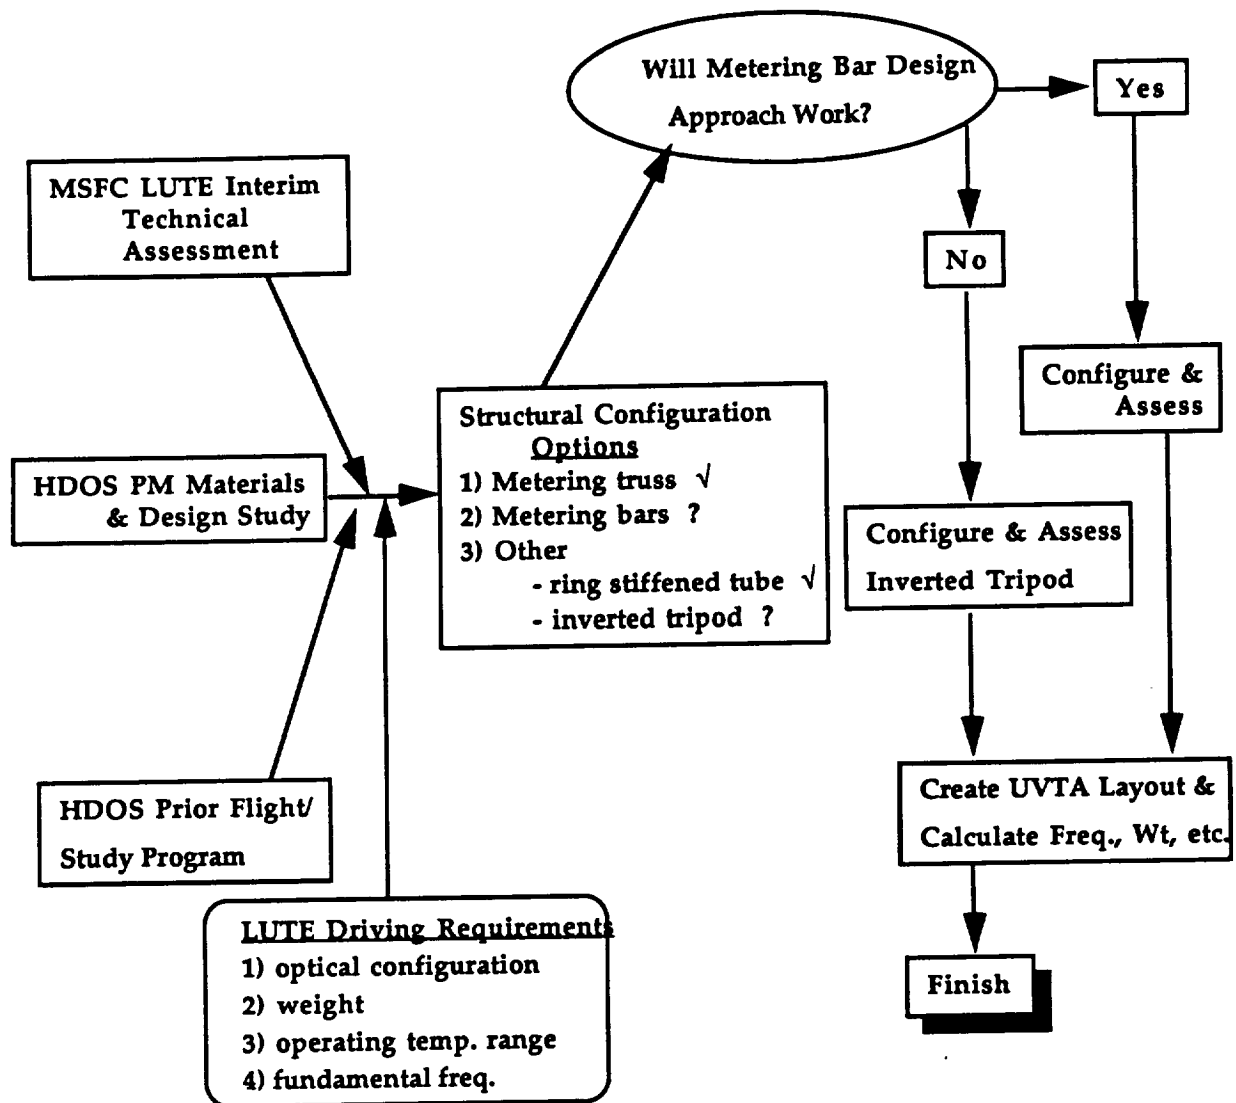 Will Metering Bar Design
Approach Work?
Yes
MSFC LUTE Interim
Technical
Assessment
No
Configure &
Assess
Structural Configuration
Options
1) Metering truss √
2) Metering bars ?
3) Other
- ring stiffened tube √
- inverted tripod ?
HDOS PM Materials
& Design Study
Configure & Assess
Inverted Tripod
HDOS Prior Flight/
Study Program
Create UVTA Layout &
Calculate Freq., Wt, etc.
LUTE Driving Requirements
1) optical configuration
2) weight
3) operating temp. range
4) fundamental freq.
Finish